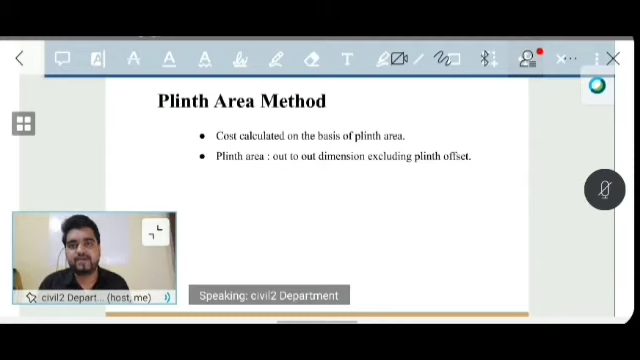 Plinth Area Method
● Cost calculated on the basis of plinth area.
● Plinth area : out to out dimension excluding plinth offset.
civil2 Depart... (host, me)
Speaking: civil2 Department